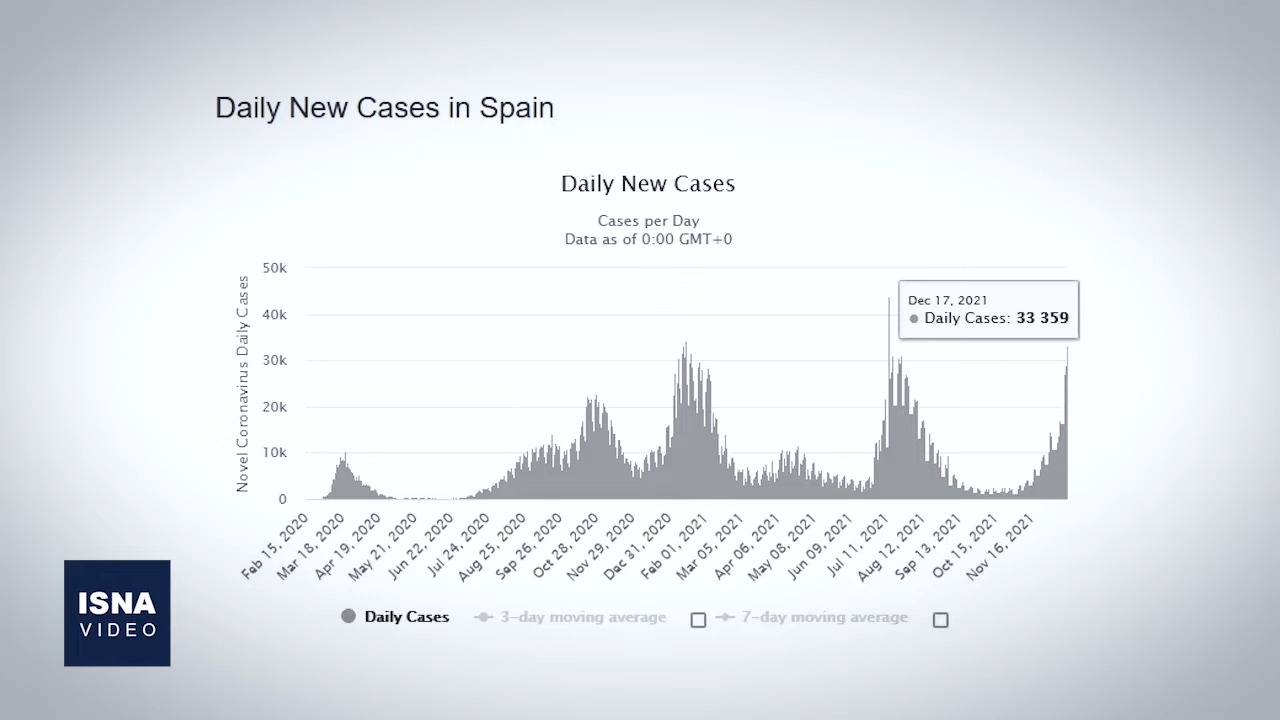 Daily New Cases in Spain
Daily New Cases
Cases per Day
Data as of 0:00 GMT+0
Novel Coronavirus Daily Cases
50k
40k
30k
20k
10k
0
Dec 17, 2021
Daily Cases: 33 359
Feb 15, 2020
Mar 18, 2020
Apr 19, 2020
May 21, 2020
Jun 22, 2020
Jul 24, 2020
Aug 25, 2020
Sep 26, 2020
Oct 28, 2020
Nov 29, 2020
Dec 31, 2020
Feb 01, 2021
Mar 05, 2021
Apr 06, 2021
May 08, 2021
Jun 09, 2021
Jul 11, 2021
Aug 12, 2021
Sep 13, 2021
Oct 15, 2021
Nov 16, 2021
Daily Cases 3-day moving average 7-day moving average
ISNA
VIDEO